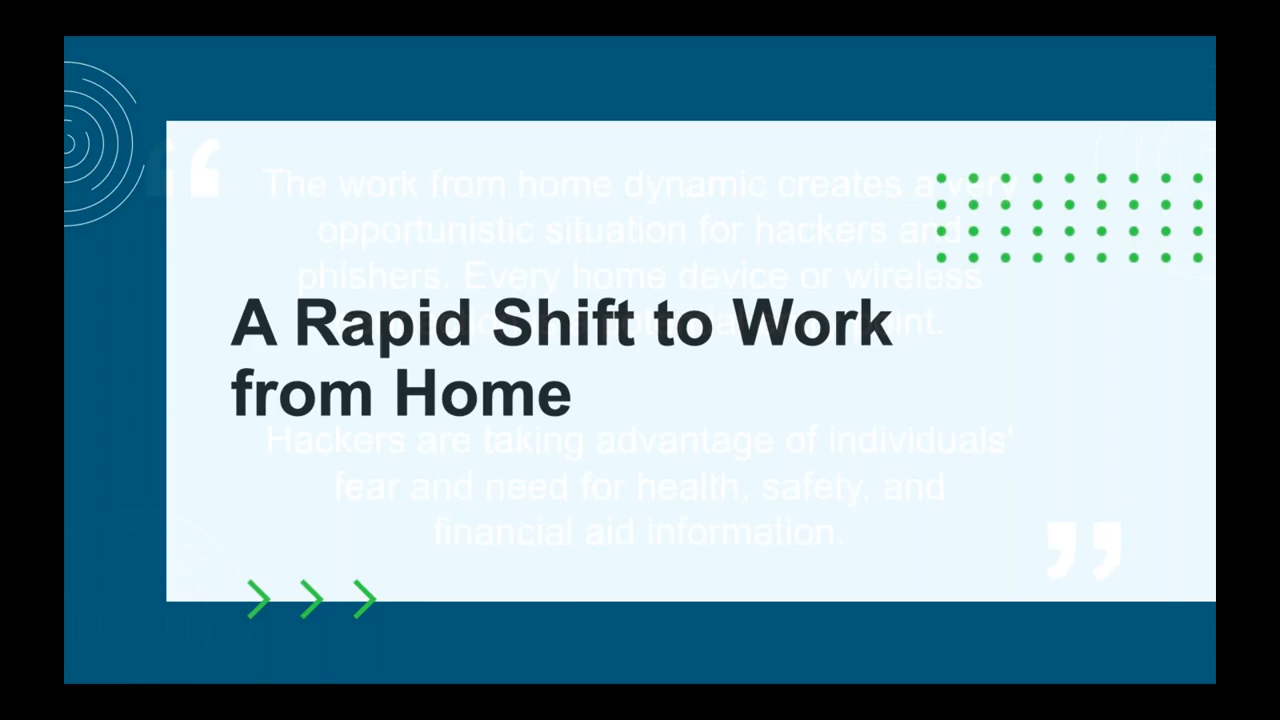 “
The work from home dynamic creates a very
opportunistic situation for hackers and
phishers. Every home device or wireless
A Rapid Shift to Work
from Home
Hackers are taking advantage of individuals’
fear and need for health, safety, and
financial aid information.
”